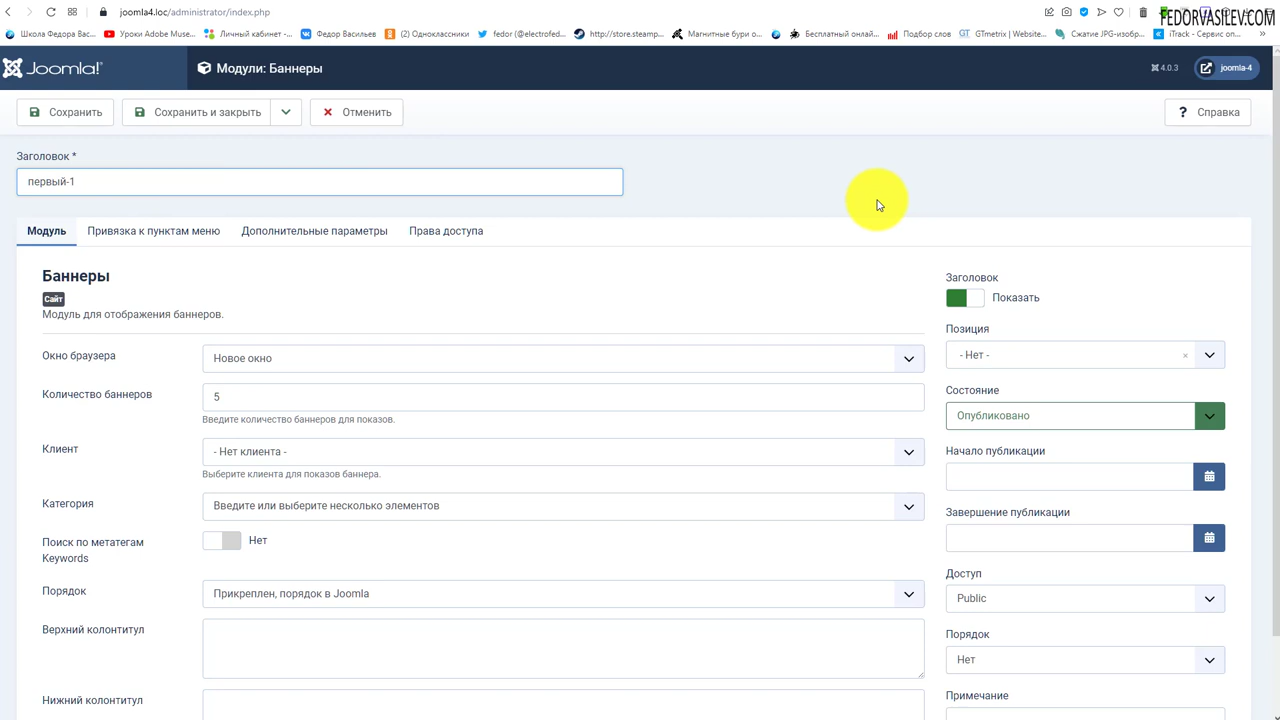 joomla4.loc/administrator/index.php
FEDORVASILEV.COM
Школа Федора Вас...
Уроки Adobe Muse...
Личный кабинет -...
Федор Васильев
(2) Одноклассники
fedor (@electrofed...
http://store.steamp...
Магнитные бури о...
Бесплатный онлай...
Подбор слов
GTmetrix | Website...
Сжатие JPG-изобр...
iTrack - Сервис оп...
»
Joomla!®
Модули: Баннеры
4.0.3
joomla-4
Сохранить
Сохранить и закрыть
Отменить
? Справка
Заголовок *
первый-1
Модуль
Привязка к пунктам меню
Дополнительные параметры
Права доступа
Баннеры
Сайт
Модуль для отображения баннеров.
Окно браузера
Новое окно
Количество баннеров
5
Введите количество баннеров для показов.
Клиент
- Нет клиента -
Выберите клиента для показов баннера.
Категория
Введите или выберите несколько элементов
Поиск по метатегам
Keywords
Нет
Порядок
Прикреплен, порядок в Joomla
Верхний колонтитул
Нижний колонтитул
Заголовок
Показать
Позиция
- Нет -
×
Состояние
Опубликовано
Начало публикации
Завершение публикации
Доступ
Public
Порядок
Нет
Примечание